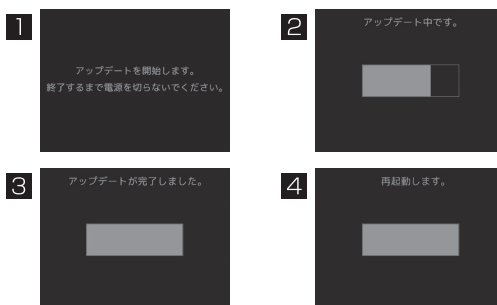 1
アップデートを開始します。
終了するまで電源を切らないでください。
2
アップデート中です。
3
アップデートが完了しました。
4
再起動します。